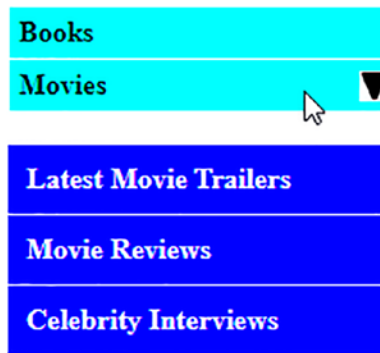 Books
Movies
Latest Movie Trailers
Movie Reviews
Celebrity Interviews